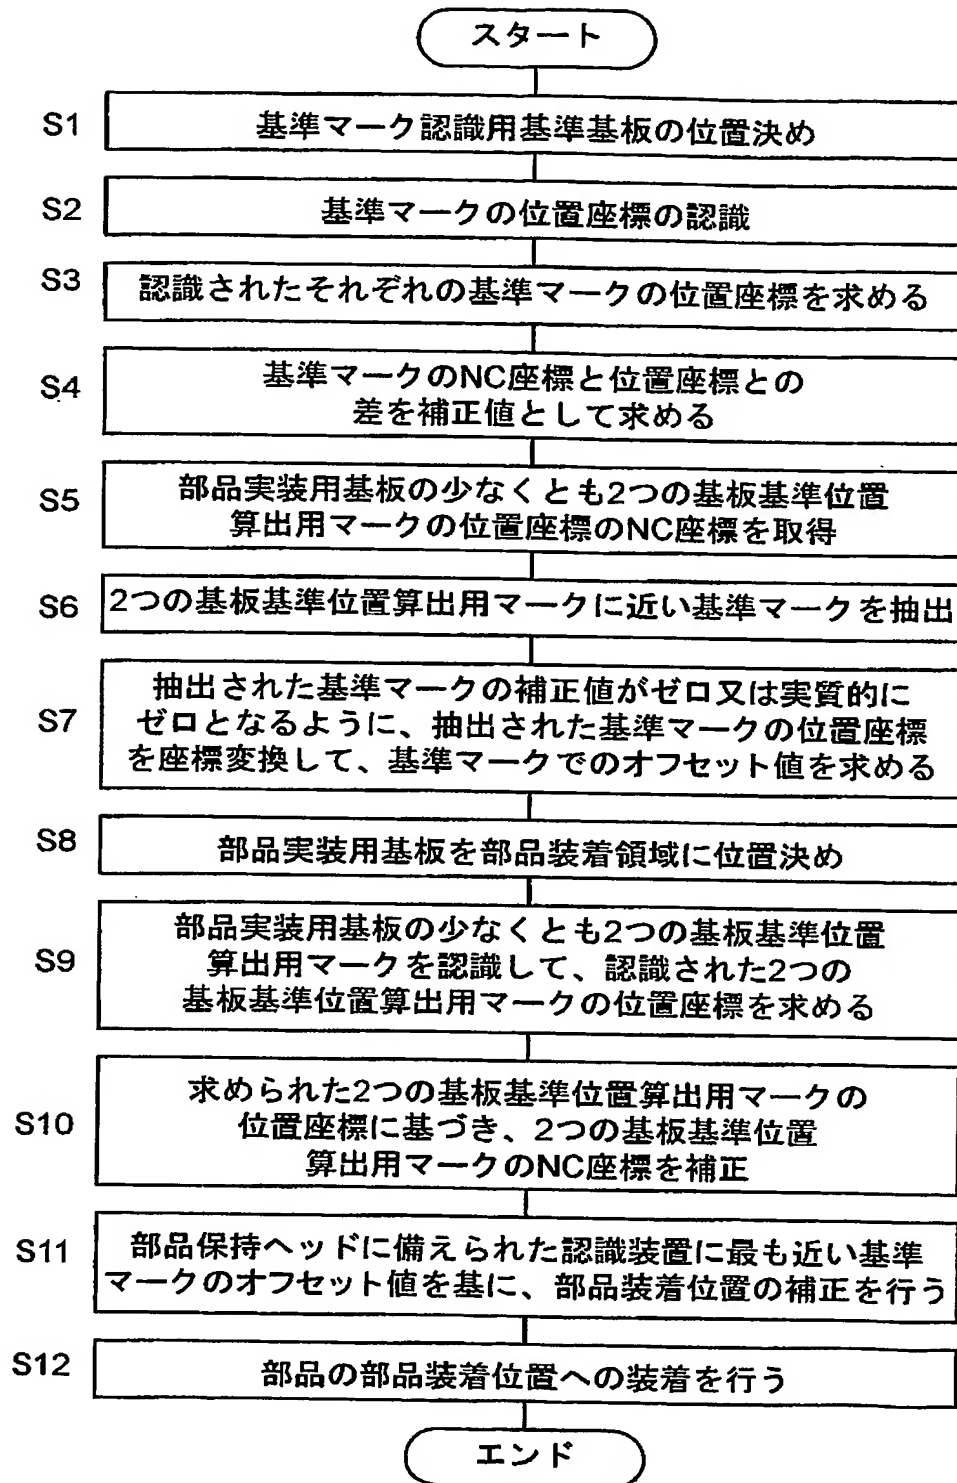 スタート
S1
基準マーク認識用基準基板の位置決め
S2
基準マークの位置座標の認識
S3
認識されたそれぞれの基準マークの位置座標を求める
S4
基準マークのNC座標と位置座標との
差を補正値として求める
S5
部品実装用基板の少なくとも2つの基板基準位置
算出用マークの位置座標のNC座標を取得
S6
2つの基板基準位置算出用マークに近い基準マークを抽出
S7
抽出された基準マークの補正値がゼロ又は実質的に
ゼロとなるように、抽出された基準マークの位置座標
を座標変換して、基準マークでのオフセット値を求める
S8
部品実装用基板を部品装着領域に位置決め
S9
部品実装用基板の少なくとも2つの基板基準位置
算出用マークを認識して、認識された2つの
基板基準位置算出用マークの位置座標を求める
S10
求められた2つの基板基準位置算出用マークの
位置座標に基づき、2つの基板基準位置
算出用マークのNC座標を補正
S11
部品保持ヘッドに備えられた認識装置に最も近い基準
マークのオフセット値を基に、部品装着位置の補正を行う
S12
部品の部品装着位置への装着を行う
エンド